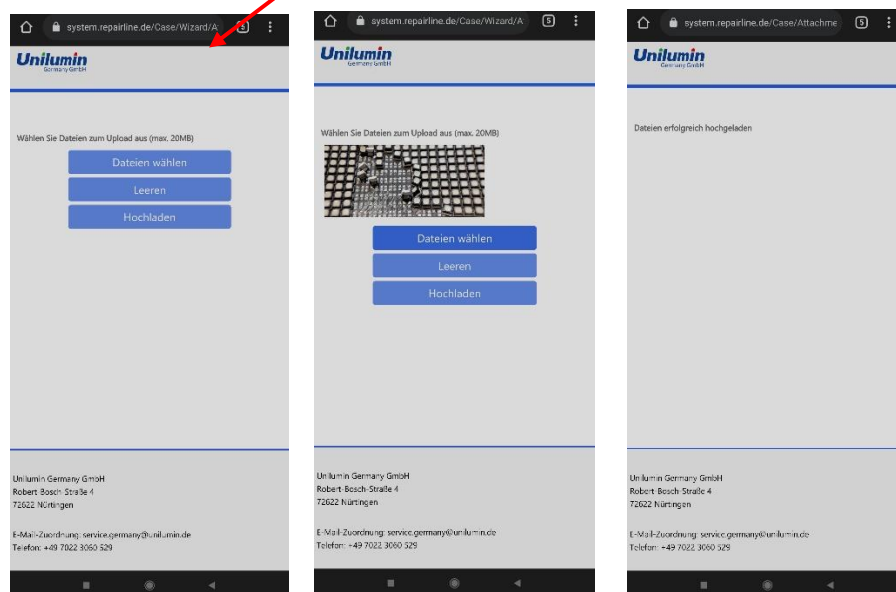 system.repairline.de/Case/Wizard/A
5
Unilumin
Germany GmbH
Wählen Sie Dateien zum Upload aus (max. 20MB)
Dateien wählen
Leeren
Hochladen
Unilumin Germany GmbH
Robert-Bosch-Straße 4
72622 Nürtingen
E-Mail-Zuordnung: service.germany@unilumin.de
Telefon: +49 7022 3060 529
system.repairline.de/Case/Wizard/A
5
Unilumin
Germany GmbH
Wählen Sie Dateien zum Upload aus (max. 20MB)
Dateien wählen
Leeren
Hochladen
Unilumin Germany GmbH
Robert-Bosch-Straße 4
72622 Nürtingen
E-Mail-Zuordnung: service.germany@unilumin.de
Telefon: +49 7022 3060 529
system.repairline.de/Case/Attachme
5
Unilumin
Germany GmbH
Dateien erfolgreich hochgeladen
Unilumin Germany GmbH
Robert-Bosch-Straße 4
72622 Nürtingen
E-Mail-Zuordnung: service.germany@unilumin.de
Telefon: +49 7022 3060 529